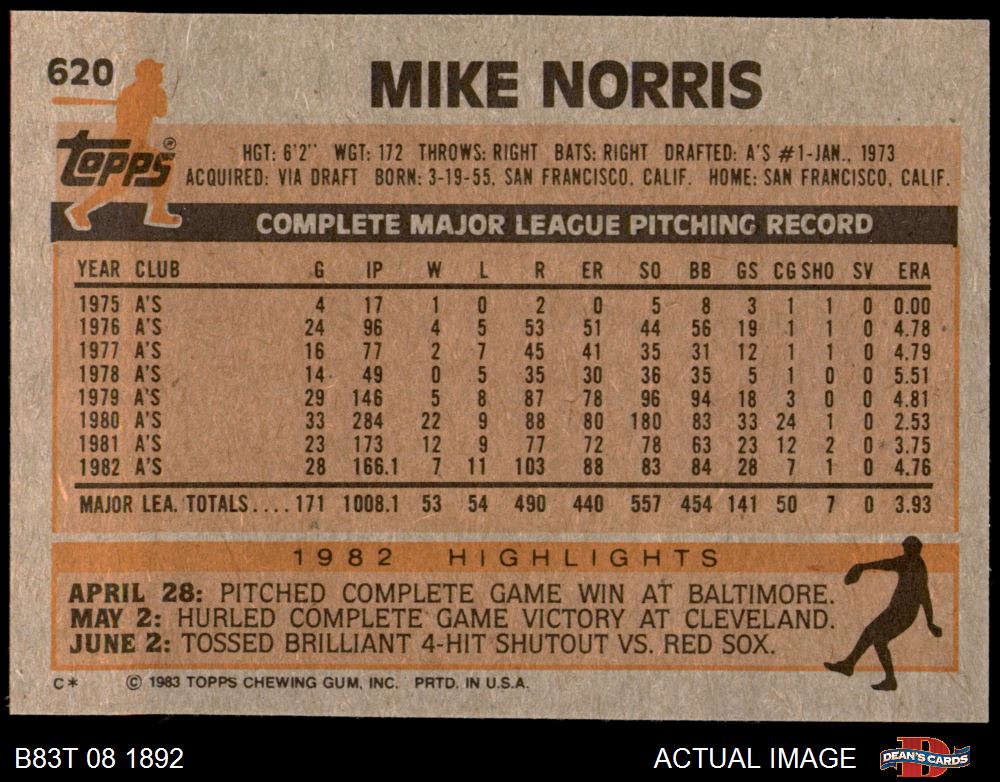 620
MIKE NORRIS
Topps®
HGT: 6'2" WGT: 172 THROWS: RIGHT BATS: RIGHT DRAFTED: A'S #1-JAN., 1973
ACQUIRED: VIA DRAFT BORN: 3-19-55, SAN FRANCISCO, CALIF. HOME: SAN FRANCISCO, CALIF.
COMPLETE MAJOR LEAGUE PITCHING RECORD
YEAR CLUB G IP W L R ER SO BB GS CG SHO SV ERA
1975 A'S 4 17 1 0 2 0 5 8 3 1 1 0 0.00
1976 A'S 24 96 4 5 53 51 44 56 19 1 1 0 4.78
1977 A'S 16 77 2 7 45 41 35 31 12 1 1 0 4.79
1978 A'S 14 49 0 5 35 30 36 35 5 1 0 0 5.51
1979 A'S 29 146 5 8 87 78 96 94 18 3 0 0 4.81
1980 A'S 33 284 22 9 88 80 180 83 33 24 1 0 2.53
1981 A'S 23 173 12 9 77 72 78 63 23 12 2 0 3.75
1982 A'S 28 166.1 7 11 103 88 83 84 28 7 1 0 4.76
MAJOR LEA. TOTALS....171 1008.1 53 54 490 440 557 454 141 50 7 0 3.93
1982 HIGHLIGHTS
APRIL 28: PITCHED COMPLETE GAME WIN AT BALTIMORE.
MAY 2: HURLED COMPLETE GAME VICTORY AT CLEVELAND.
JUNE 2: TOSSED BRILLIANT 4-HIT SHUTOUT VS. RED SOX.
C* © 1983 TOPPS CHEWING GUM, INC. PRTD. IN U.S.A.
B83T 08 1892 ACTUAL IMAGE DEAN'S CARDS